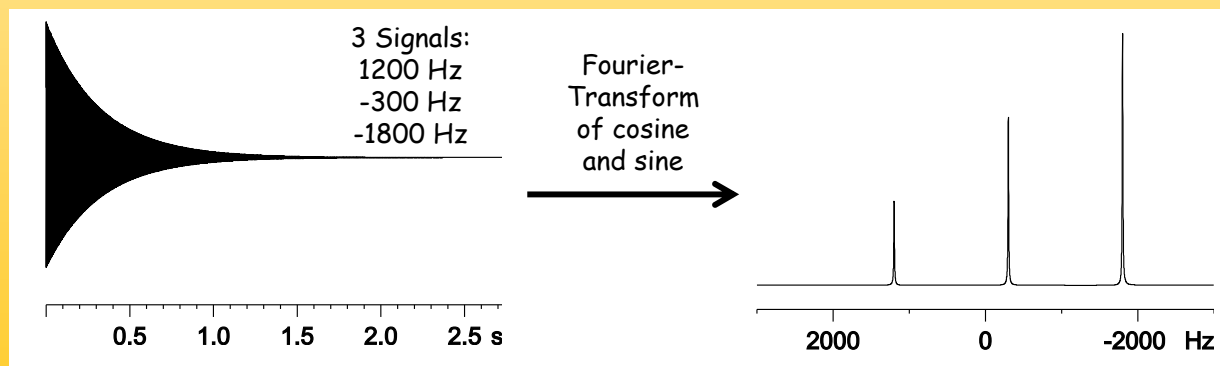 3 Signals:
1200 Hz
-300 Hz
-1800 Hz
Fourier-
Transform
of cosine
and sine
0.5 1.0 1.5 2.0 2.5 s
2000 0 -2000 Hz